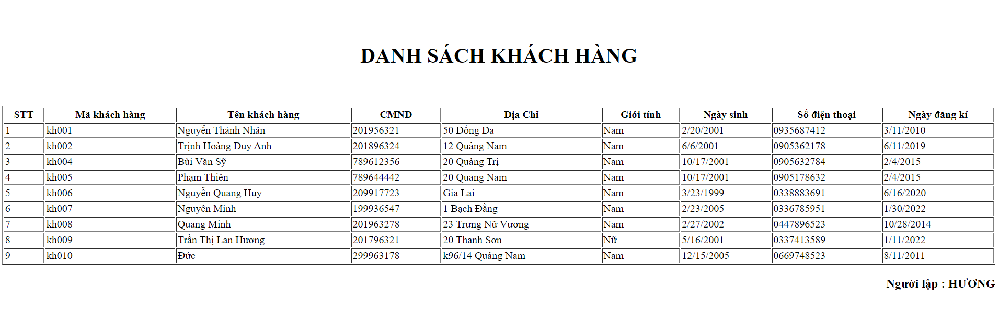 DANH SÁCH KHÁCH HÀNG
STT Mã khách hàng Tên khách hàng CMND Địa Chỉ Giới tính Ngày sinh Số điện thoại Ngày đăng kí
1 kh001 Nguyễn Thành Nhân 201956321 50 Đống Đa Nam 2/20/2001 0935687412 3/11/2010
2 kh002 Trịnh Hoàng Duy Anh 201896324 12 Quảng Nam Nam 6/6/2001 0905362178 6/11/2019
3 kh004 Bùi Văn Sỹ 789612356 20 Quảng Trị Nam 10/17/2001 0905632784 2/4/2015
4 kh005 Phạm Thiên 789644442 20 Quảng Nam Nam 10/17/2001 0905178632 2/4/2015
5 kh006 Nguyễn Quang Huy 209917723 Gia Lai Nam 3/23/1999 0338883691 6/16/2020
6 kh007 Nguyên Minh 199936547 1 Bạch Đằng Nam 2/23/2005 0336785951 1/30/2022
7 kh008 Quang Minh 201963278 23 Trưng Nữ Vương Nam 2/27/2002 0447896523 10/28/2014
8 kh009 Trần Thị Lan Hương 201796321 20 Thanh Sơn Nữ 5/16/2001 0337413589 1/11/2022
9 kh010 Đức 299963178 k96/14 Quảng Nam Nam 12/15/2005 0669748523 8/11/2011
Người lập : HƯƠNG